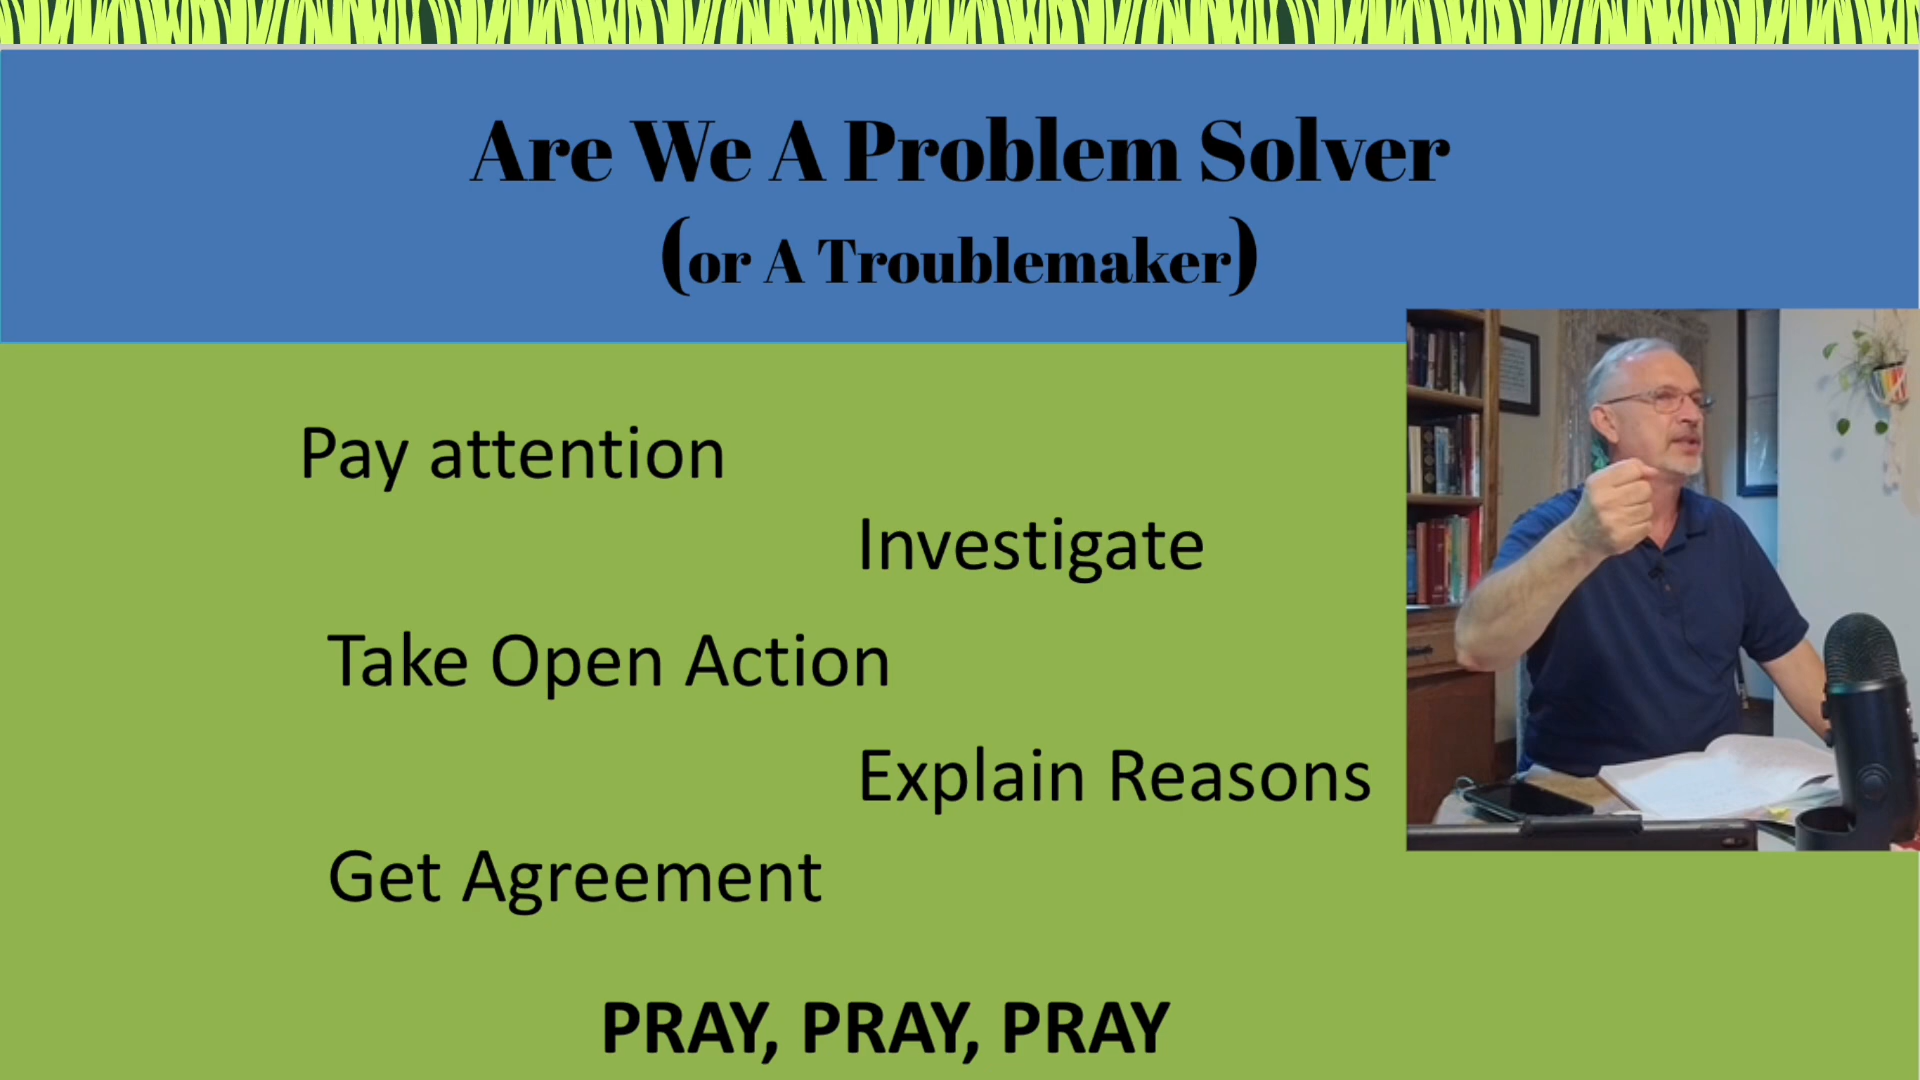 Are We A Problem Solver
(or A Troublemaker)
Pay attention
Investigate
Take Open Action
Explain Reasons
Get Agreement
PRAY, PRAY, PRAY